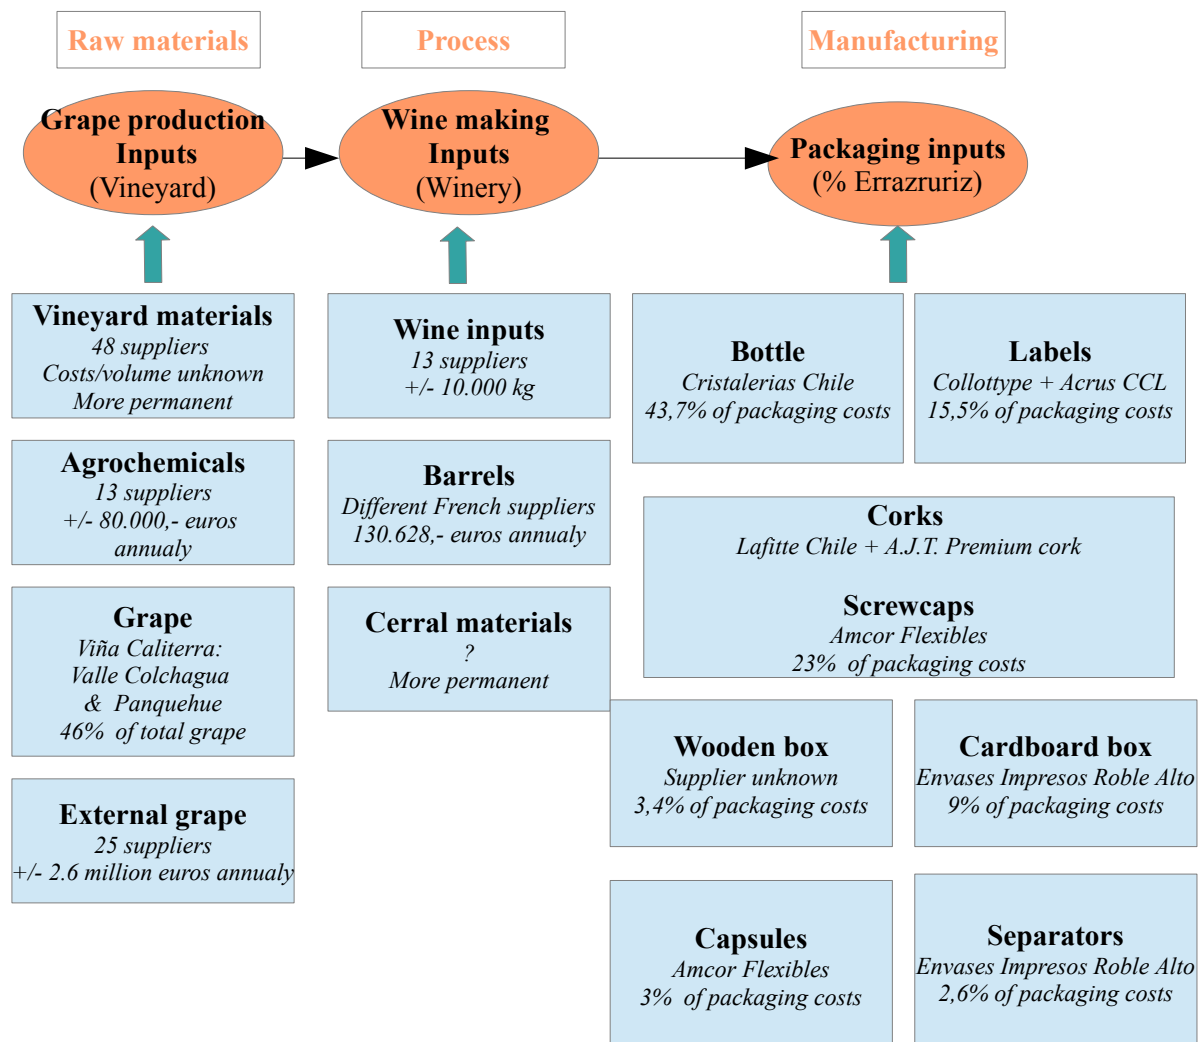 Raw materials
Process
Manufacturing
Grape production
Inputs
(Vineyard)
Wine making
Inputs
(Winery)
Packaging inputs
(% Errazruriz)
Vineyard materials
48 suppliers
Costs/volume unknown
More permanent
Agrochemicals
13 suppliers
+/- 80.000,- euros
annualy
Grape
Viña Caliterra:
Valle Colchagua
& Panquehue
46% of total grape
External grape
25 suppliers
+/- 2.6 million euros annualy
Wine inputs
13 suppliers
+/- 10.000 kg
Barrels
Different French suppliers
130.628,- euros annualy
Cerral materials
?
More permanent
Bottle
Cristalerias Chile
43,7% of packaging costs
Labels
Collottype + Acrus CCL
15,5% of packaging costs
Corks
Lafitte Chile + A.J.T. Premium cork
Screwcaps
Amcor Flexibles
23% of packaging costs
Wooden box
Supplier unknown
3,4% of packaging costs
Cardboard box
Envases Impresos Roble Alto
9% of packaging costs
Capsules
Amcor Flexibles
3% of packaging costs
Separators
Envases Impresos Roble Alto
2,6% of packaging costs